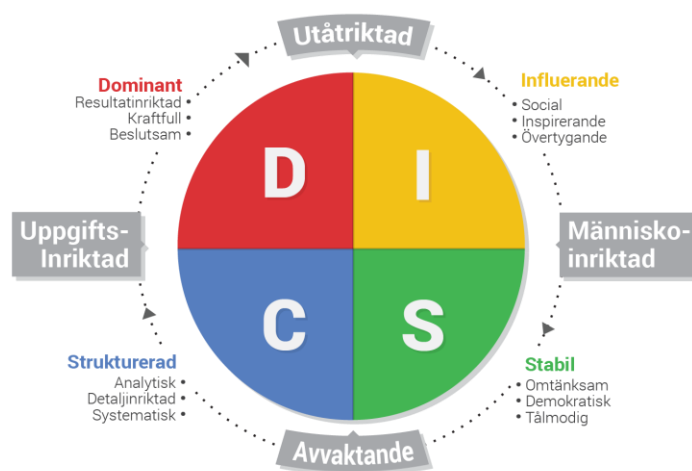 Utåtriktad
Dominant
Resultatinriktad •
Kraftfull •
Beslutsam •
Influerande
• Social
• Inspirerande
• Övertygande
D
I
Uppgifts-
Inriktad
Människo-
inriktad
C
S
Strukturerad
Analytisk •
Detaljinriktad •
Systematisk •
Stabil
• Omtänksam
• Demokratisk
• Tålmodig
Avvaktande